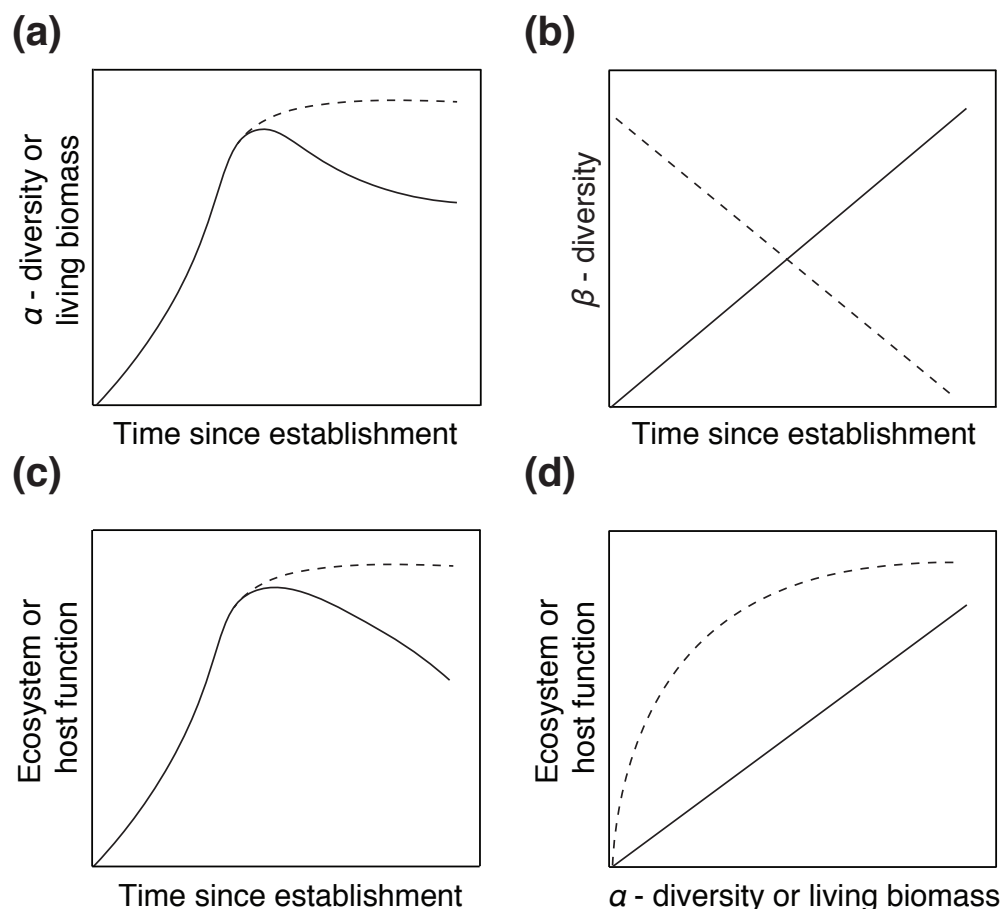 (a)
α - diversity or
living biomass
Time since establishment
(b)
β - diversity
Time since establishment
(c)
Ecosystem or
host function
Time since establishment
(d)
Ecosystem or
host function
α - diversity or living biomass